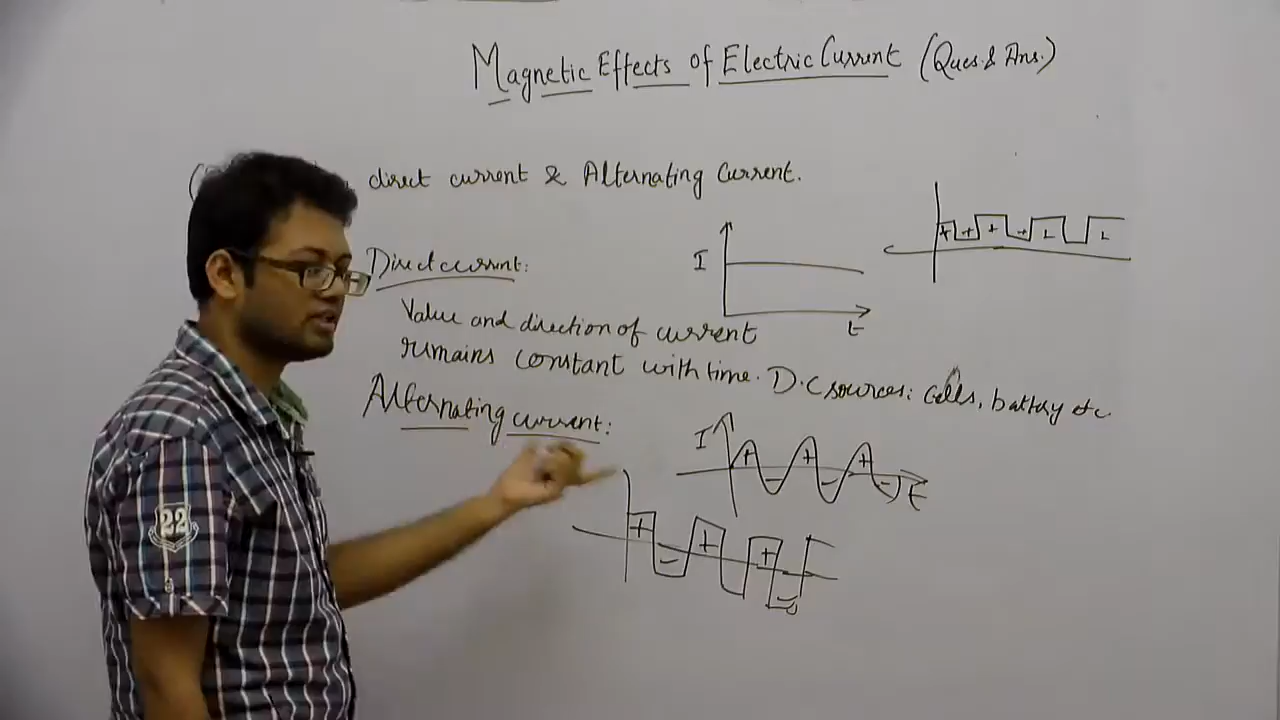 Magnetic Effects of Electric Current (Ques. & Ans.)
direct current & Alternating Current.
Direct current:
I
t
Value and direction of current
remains constant with time.
D.C sources: Cells, battery etc
Alternating current:
I
t
22